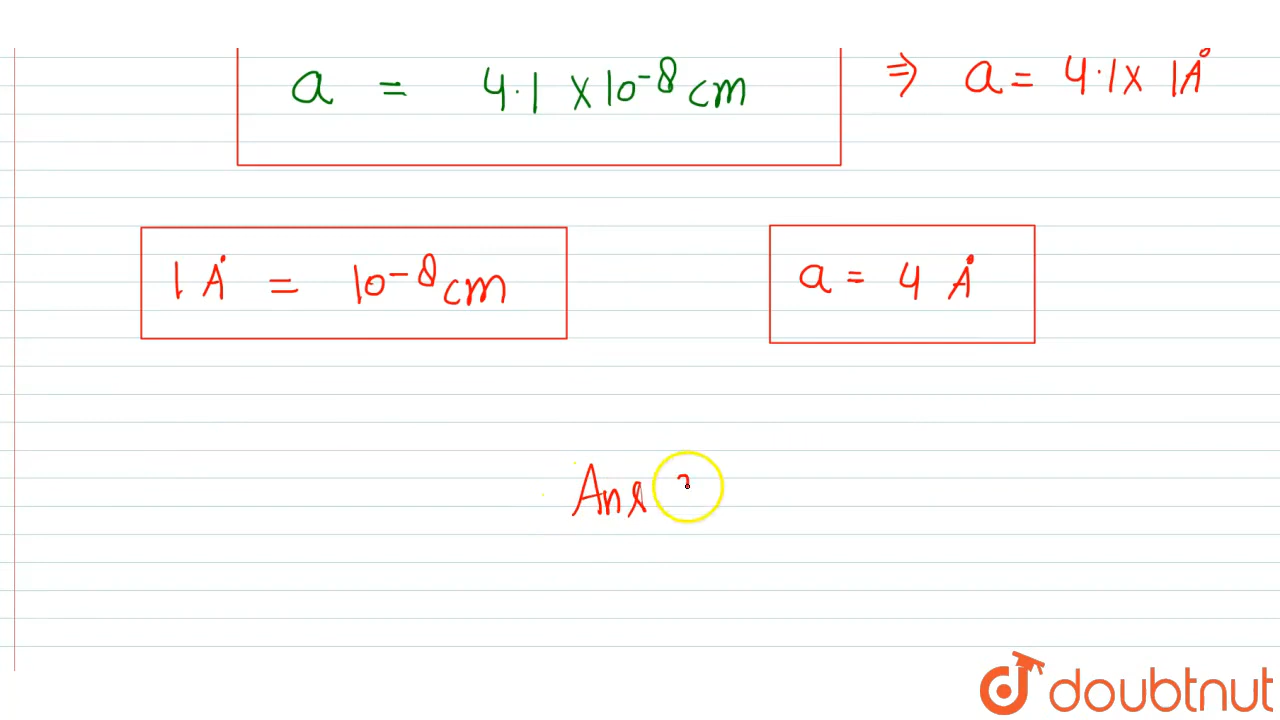 a = 4.1 × 10⁻⁸ cm ⇒ a = 4.1 × 1Å
1 Å = 10⁻⁸ cm
a = 4 Å
Ans
doubtnut